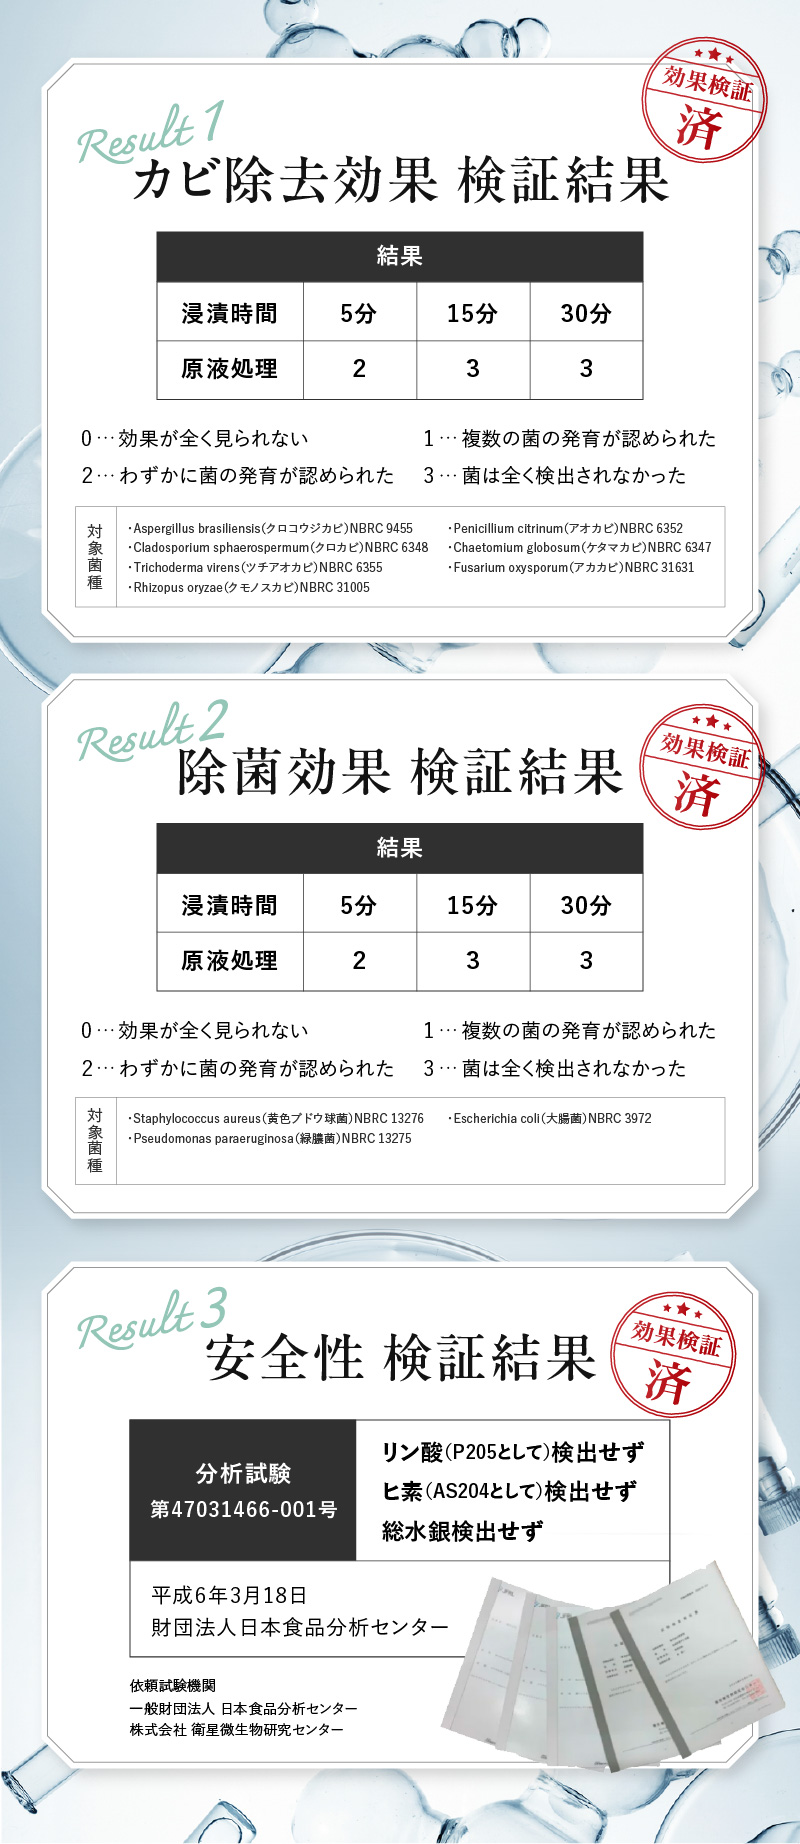 効果検証
済
Result 1
カビ除去効果 検証結果
結果
浸漬時間 5分 15分 30分
原液処理 2 3 3
0…効果が全く見られない 1…複数の菌の発育が認められた
2…わずかに菌の発育が認められた 3…菌は全く検出されなかった
対象菌種
・Aspergillus brasiliensis(クロコウジカビ)NBRC 9455 ・Penicillium citrinum(アオカビ)NBRC 6352
・Cladosporium sphaerospermum(クロカビ)NBRC 6348 ・Chaetomium globosum(ケタマカビ)NBRC 6347
・Trichoderma virens(ツチアオカビ)NBRC 6355 ・Fusarium oxysporum(アカカビ)NBRC 31631
・Rhizopus oryzae(クモノスカビ)NBRC 31005
効果検証
済
Result 2
除菌効果 検証結果
結果
浸漬時間 5分 15分 30分
原液処理 2 3 3
0…効果が全く見られない 1…複数の菌の発育が認められた
2…わずかに菌の発育が認められた 3…菌は全く検出されなかった
対象菌種
・Staphylococcus aureus(黄色ブドウ球菌)NBRC 13276 ・Escherichia coli(大腸菌)NBRC 3972
・Pseudomonas paraeruginosa(緑膿菌)NBRC 13275
効果検証
済
Result 3
安全性 検証結果
分析試験
第47031466-001号
リン酸(P205として)検出せず
ヒ素(AS204として)検出せず
総水銀検出せず
平成6年3月18日
財団法人日本食品分析センター
依頼試験機関
一般財団法人 日本食品分析センター
株式会社 衛星微生物研究センター